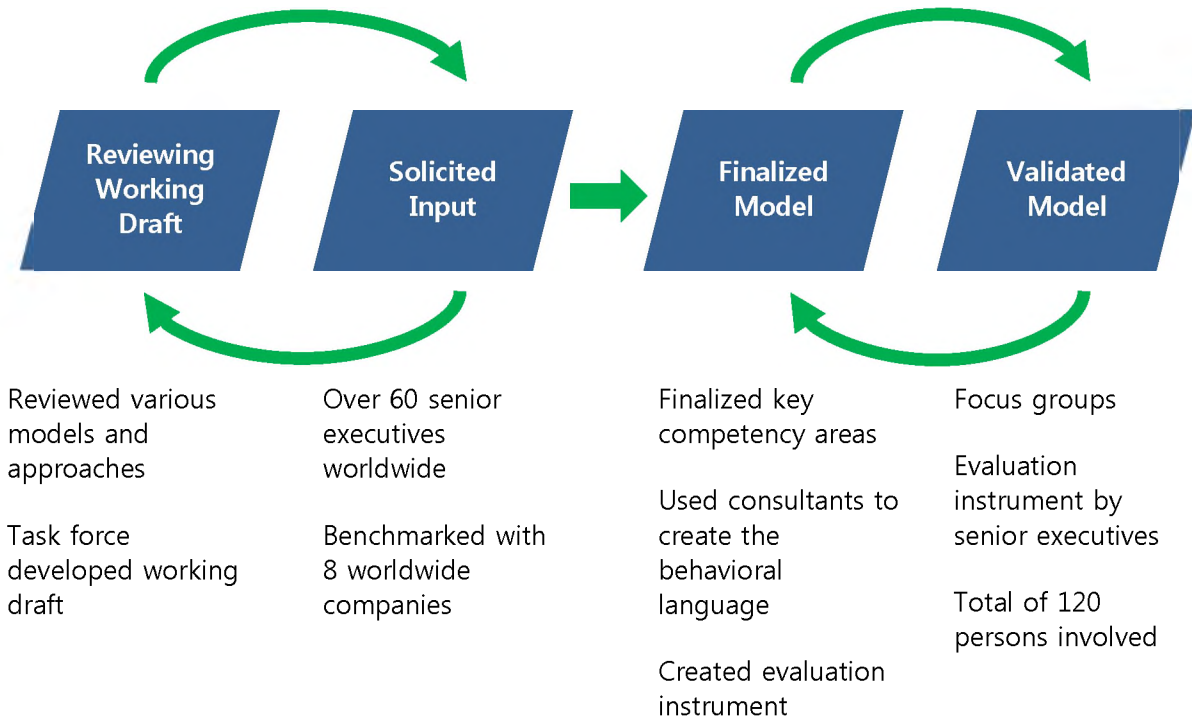 Reviewing
Working
Draft
Solicited
Input
Finalized
Model
Validated
Model
Reviewed various
models and
approaches
Task force
developed working
draft
Over 60 senior
executives
worldwide
Benchmarked with
8 worldwide
companies
Finalized key
competency areas
Used consultants to
create the
behavioral
language
Created evaluation
instrument
Focus groups
Evaluation
instrument by
senior executives
Total of 120
persons involved